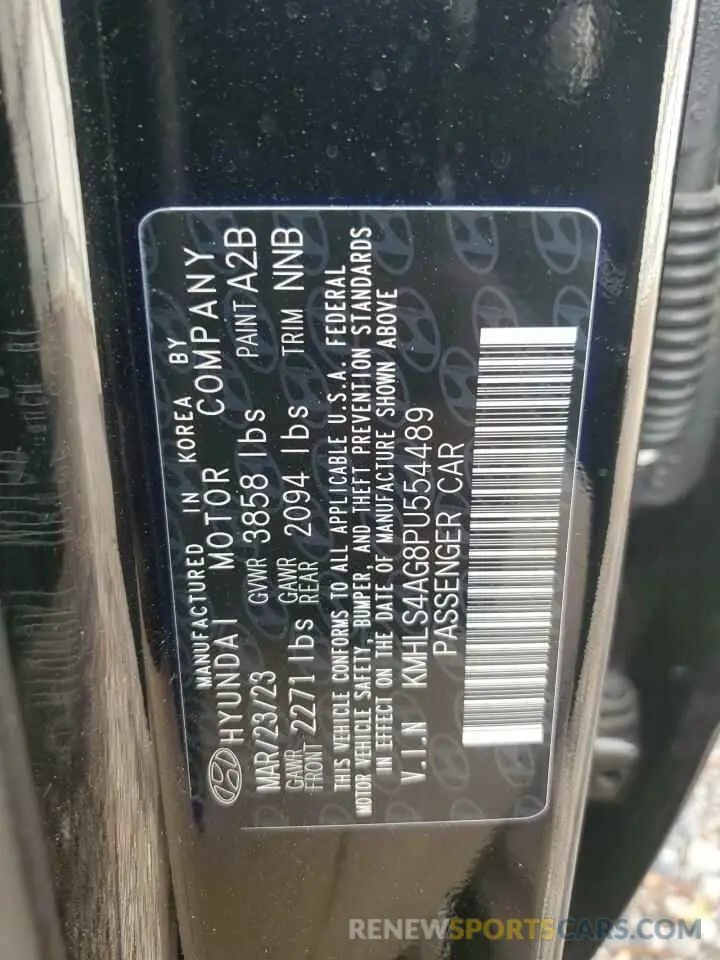 MANUFACTURED IN KOREA BY
HYUNDAI MOTOR COMPANY
MAR/23/23 GVWR 3858 lbs PAINT A2B
GAWR FRONT 2271 lbs GAWR REAR 2094 lbs TRIM NNB
THIS VEHICLE CONFORMS TO ALL APPLICABLE U.S.A. FEDERAL
MOTOR VEHICLE SAFETY, BUMPER, AND THEFT PREVENTION STANDARDS
IN EFFECT ON THE DATE OF MANUFACTURE SHOWN ABOVE
V.I.N KMHLS4AG8PU554489
PASSENGER CAR
RENEWSPORTSCARS.COM